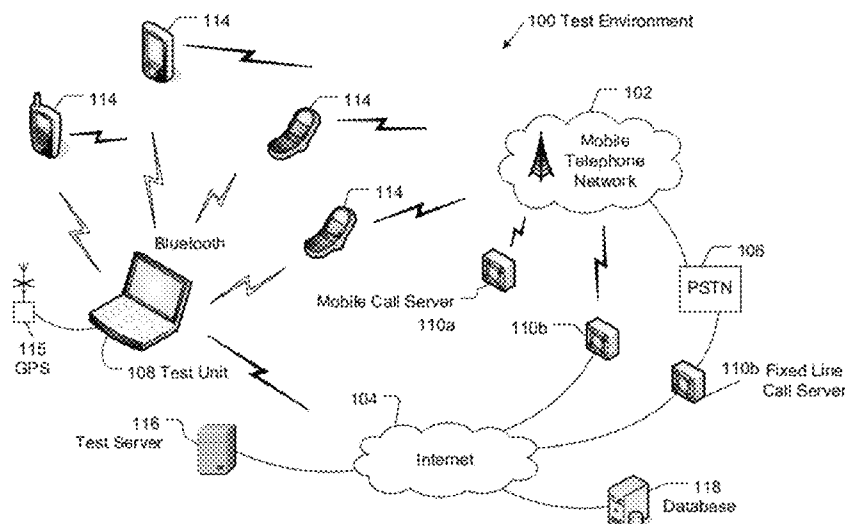 114
100 Test Environment
114
114
102
Mobile
Telephone
Network
114
Bluetooth
106
PSTN
Mobile Call Server
110a
110b
115
GPS
108 Test Unit
110b Fixed Line
Call Server
104
116
Test Server
Internet
118
Database